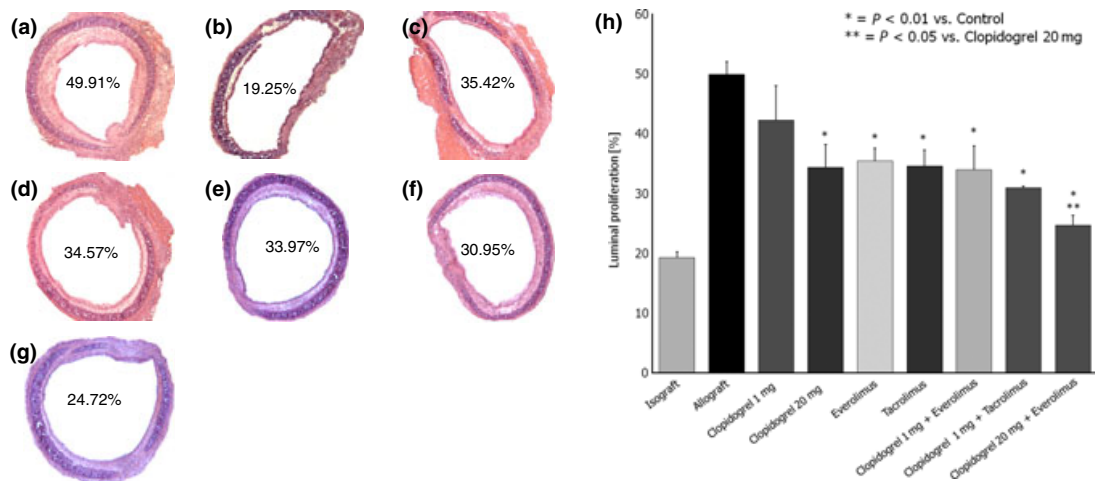 (a)
49.91%
(b)
19.25%
(c)
35.42%
(d)
34.57%
(e)
33.97%
(f)
30.95%
(g)
24.72%
(h)
* = P < 0.01 vs. Control
** = P < 0.05 vs. Clopidogrel 20 mg
Luminal proliferation [%]
60
50
40
30
20
10
0
*
*
*
*
*
*
**
Isograft
Allograft
Clopidogrel 1 mg
Clopidogrel 20 mg
Everolimus
Tacrolimus
Clopidogrel 1 mg + Everolimus
Clopidogrel 1 mg + Tacrolimus
Clopidogrel 20 mg + Everolimus